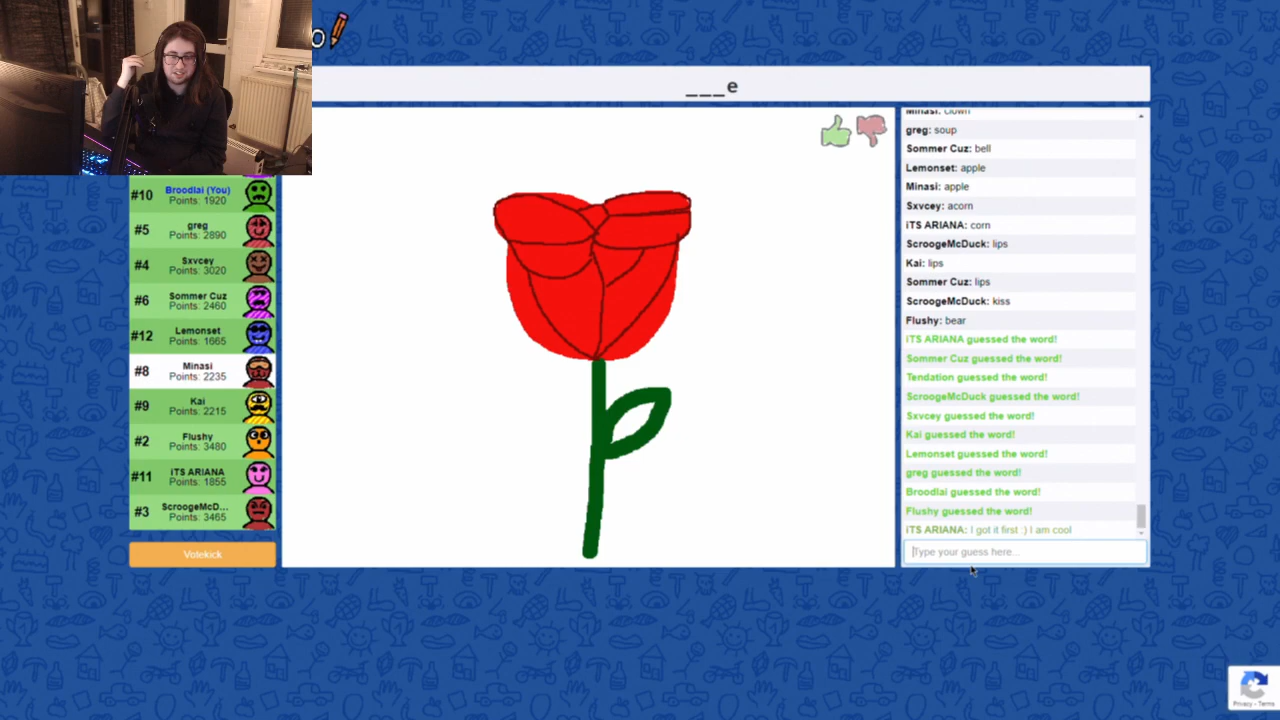 o
___e
#10 Broodlai (You)
Points: 1920
#5 greg
Points: 2890
#4 Sxvcey
Points: 3020
#6 Sommer Cuz
Points: 2460
#12 Lemonset
Points: 1665
#8 Minasi
Points: 2235
#9 Kai
Points: 2215
#2 Flushy
Points: 3480
#11 iTS ARIANA
Points: 1855
#3 ScroogeMcD...
Points: 3465
Votekick
Minasi: clown
greg: soup
Sommer Cuz: bell
Lemonset: apple
Minasi: apple
Sxvcey: acorn
iTS ARIANA: corn
ScroogeMcDuck: lips
Kai: lips
Sommer Cuz: lips
ScroogeMcDuck: kiss
Flushy: bear
iTS ARIANA guessed the word!
Sommer Cuz guessed the word!
Tendation guessed the word!
ScroogeMcDuck guessed the word!
Sxvcey guessed the word!
Kai guessed the word!
Lemonset guessed the word!
greg guessed the word!
Broodlai guessed the word!
Flushy guessed the word!
iTS ARIANA: I got it first :) I am cool
Type your guess here...
Privacy - Terms